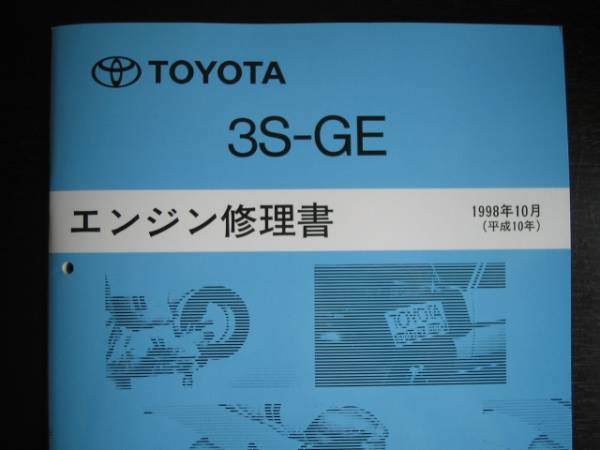 TOYOTA
3S-GE
エンジン修理書
1998年10月
(平成10年)
TOYOTA